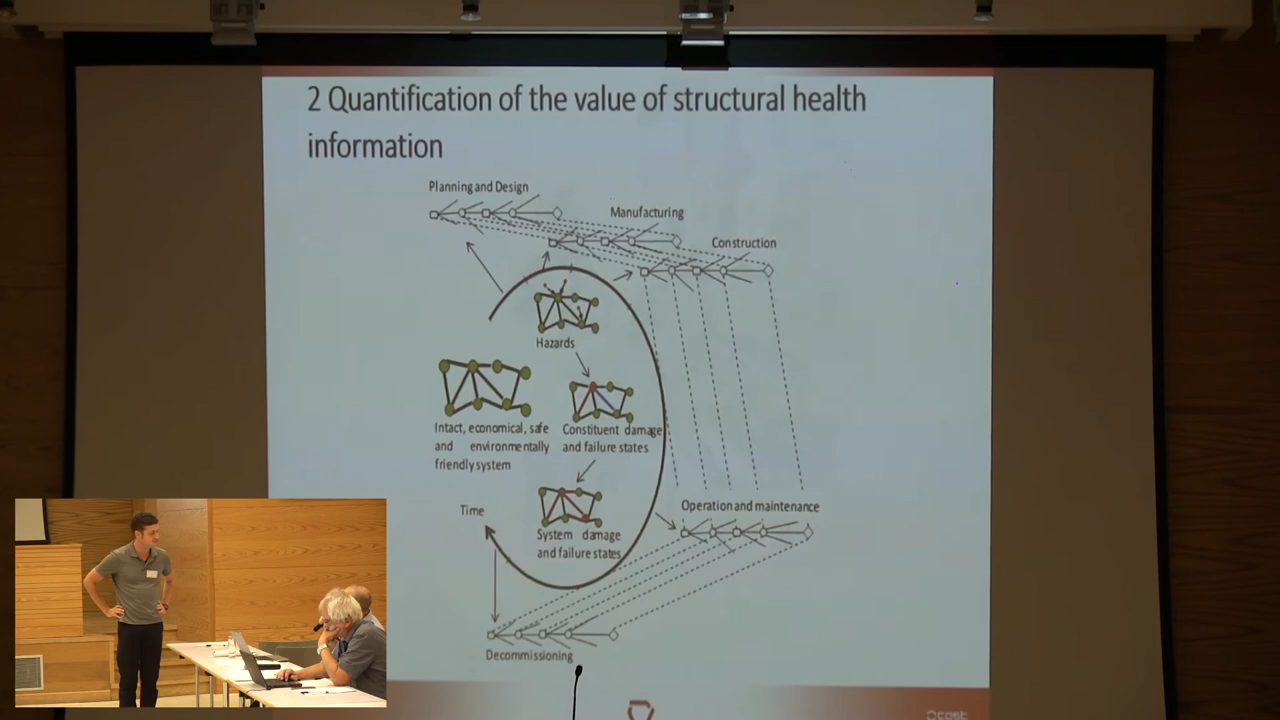 2 Quantification of the value of structural health
information
Planning and Design
Manufacturing
Construction
Hazards
Intact, economical, safe
and environmentally
friendly system
Constituent damage
and failure states
System damage
and failure states
Time
Operation and maintenance
Decommissioning
cost